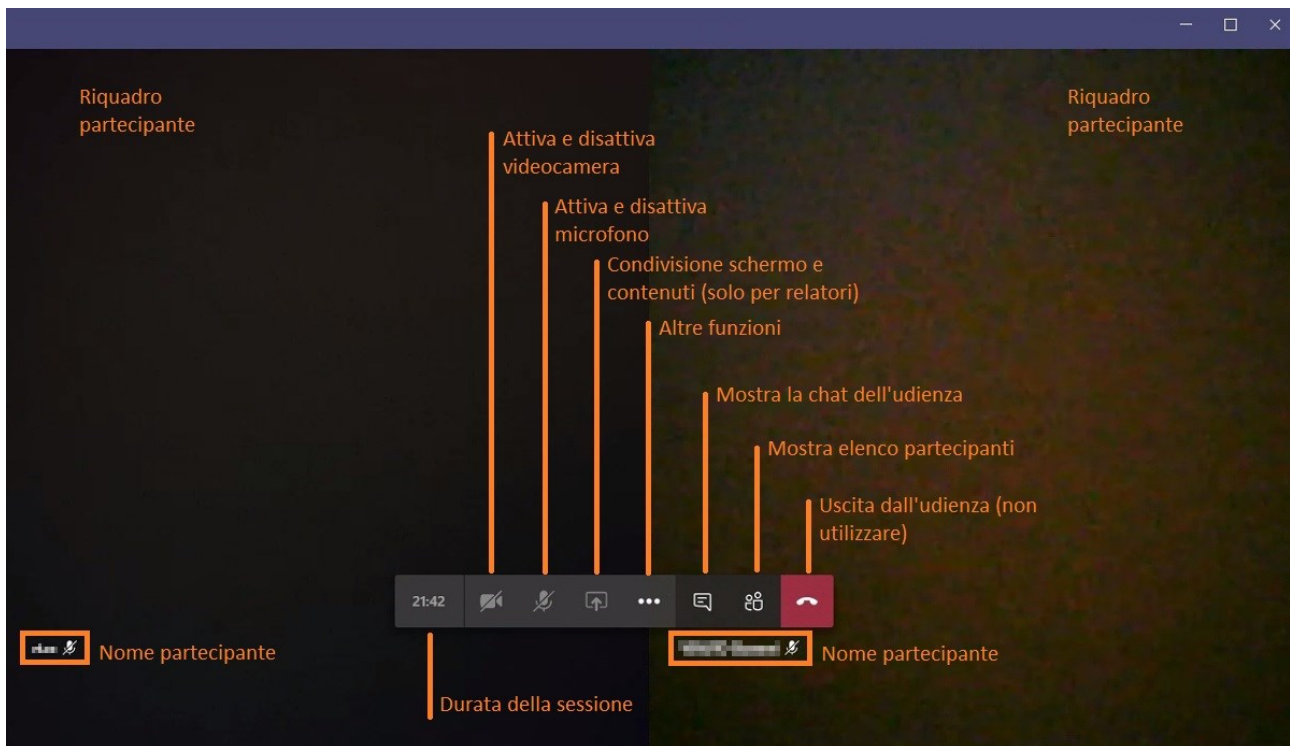 Riquadro
partecipante
Riquadro
partecipante
Attiva e disattiva
videocamera
Attiva e disattiva
microfono
Condivisione schermo e
contenuti (solo per relatori)
Altre funzioni
Mostra la chat dell'udienza
Mostra elenco partecipanti
Uscita dall'udienza (non
utilizzare)
21:42
Nome partecipante
Nome partecipante
Durata della sessione